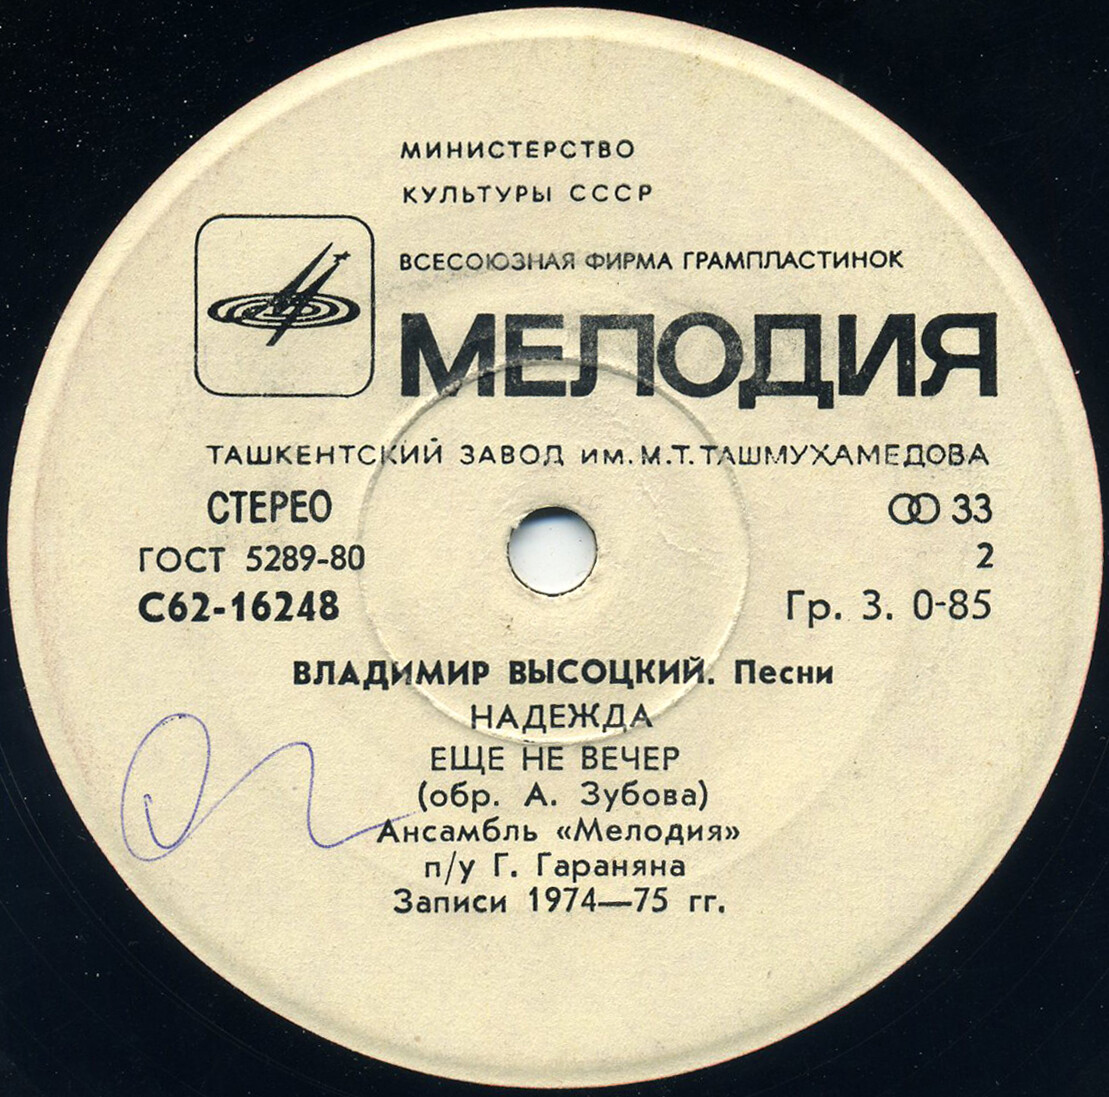 МИНИСТЕРСТВО
КУЛЬТУРЫ СССР
ВСЕСОЮЗНАЯ ФИРМА ГРАМПЛАСТИНОК
МЕЛОДИЯ
ТАШКЕНТСКИЙ ЗАВОД им. М.Т. ТАШМУХАМЕДОВА
СТЕРЕО 33
ГОСТ 5289-80 2
С62-16248 Гр. 3. 0-85
ВЛАДИМИР ВЫСОЦКИЙ. Песни
НАДЕЖДА
ЕЩЕ НЕ ВЕЧЕР
(обр. А. Зубова)
Ансамбль «Мелодия»
п/у Г. Гараняна
Записи 1974—75 гг.